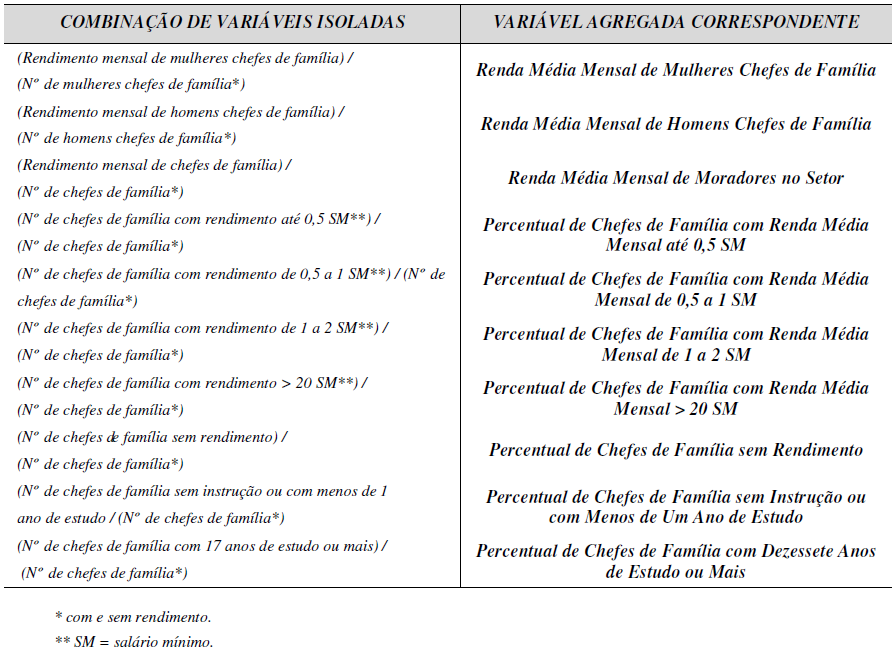 COMBINAÇÃO DE VARIÁVEIS ISOLADAS
VARIÁVEL AGREGADA CORRESPONDENTE
(Rendimento mensal de mulheres chefes de família) /
(Nº de mulheres chefes de família*)
Renda Média Mensal de Mulheres Chefes de Família
(Rendimento mensal de homens chefes de família) /
(Nº de homens chefes de família*)
Renda Média Mensal de Homens Chefes de Família
(Rendimento mensal de chefes de família) /
(Nº de chefes de família*)
Renda Média Mensal de Moradores no Setor
(Nº de chefes de família com rendimento até 0,5 SM**) /
(Nº de chefes de família*)
Percentual de Chefes de Família com Renda Média
Mensal até 0,5 SM
(Nº de chefes de família com rendimento de 0,5 a 1 SM**) / (Nº de
chefes de família*)
Percentual de Chefes de Família com Renda Média
Mensal de 0,5 a 1 SM
(Nº de chefes de família com rendimento de 1 a 2 SM**) /
(Nº de chefes de família*)
Percentual de Chefes de Família com Renda Média
Mensal de 1 a 2 SM
(Nº de chefes de família com rendimento > 20 SM**) /
(Nº de chefes de família*)
Percentual de Chefes de Família com Renda Média
Mensal > 20 SM
(Nº de chefes de família sem rendimento) /
(Nº de chefes de família*)
Percentual de Chefes de Família sem Rendimento
(Nº de chefes de família sem instrução ou com menos de 1
ano de estudo / (Nº de chefes de família*)
Percentual de Chefes de Família sem Instrução ou
com Menos de Um Ano de Estudo
(Nº de chefes de família com 17 anos de estudo ou mais) /
(Nº de chefes de família*)
Percentual de Chefes de Família com Dezessete Anos
de Estudo ou Mais
* com e sem rendimento.
** SM = salário mínimo.